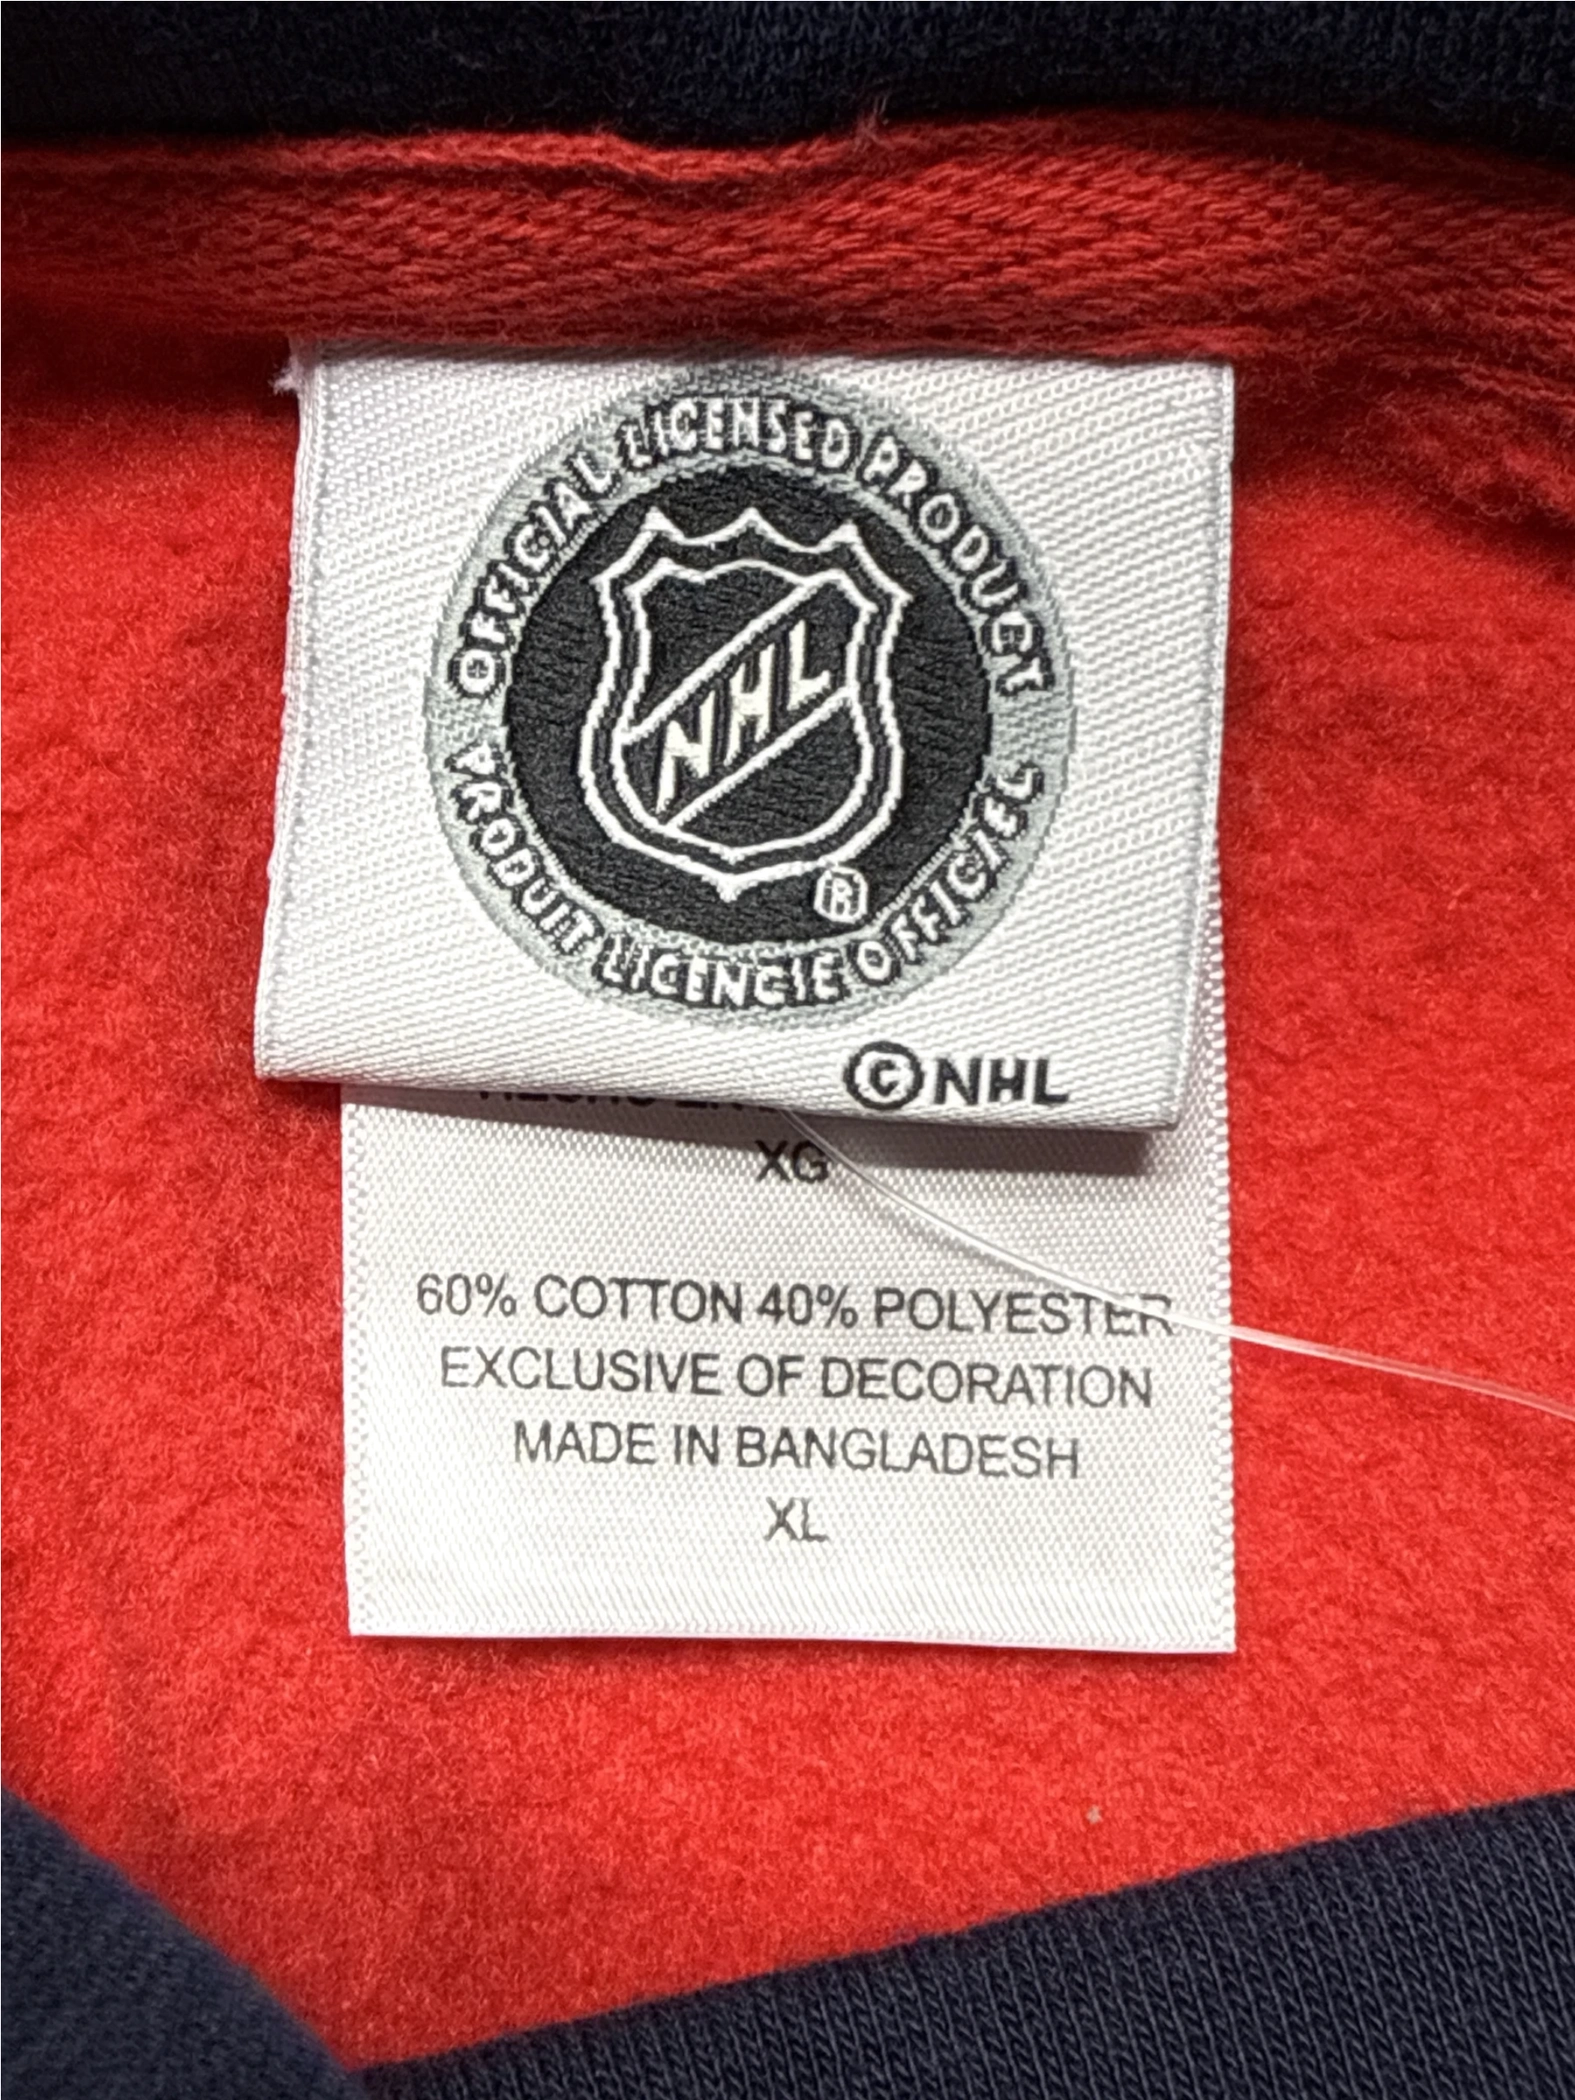 OFFICIAL LICENSED PRODUCT
NHL
®
PRODUIT LICENCIE OFFICIEL
©NHL
XG
60% COTTON 40% POLYESTER
EXCLUSIVE OF DECORATION
MADE IN BANGLADESH
XL